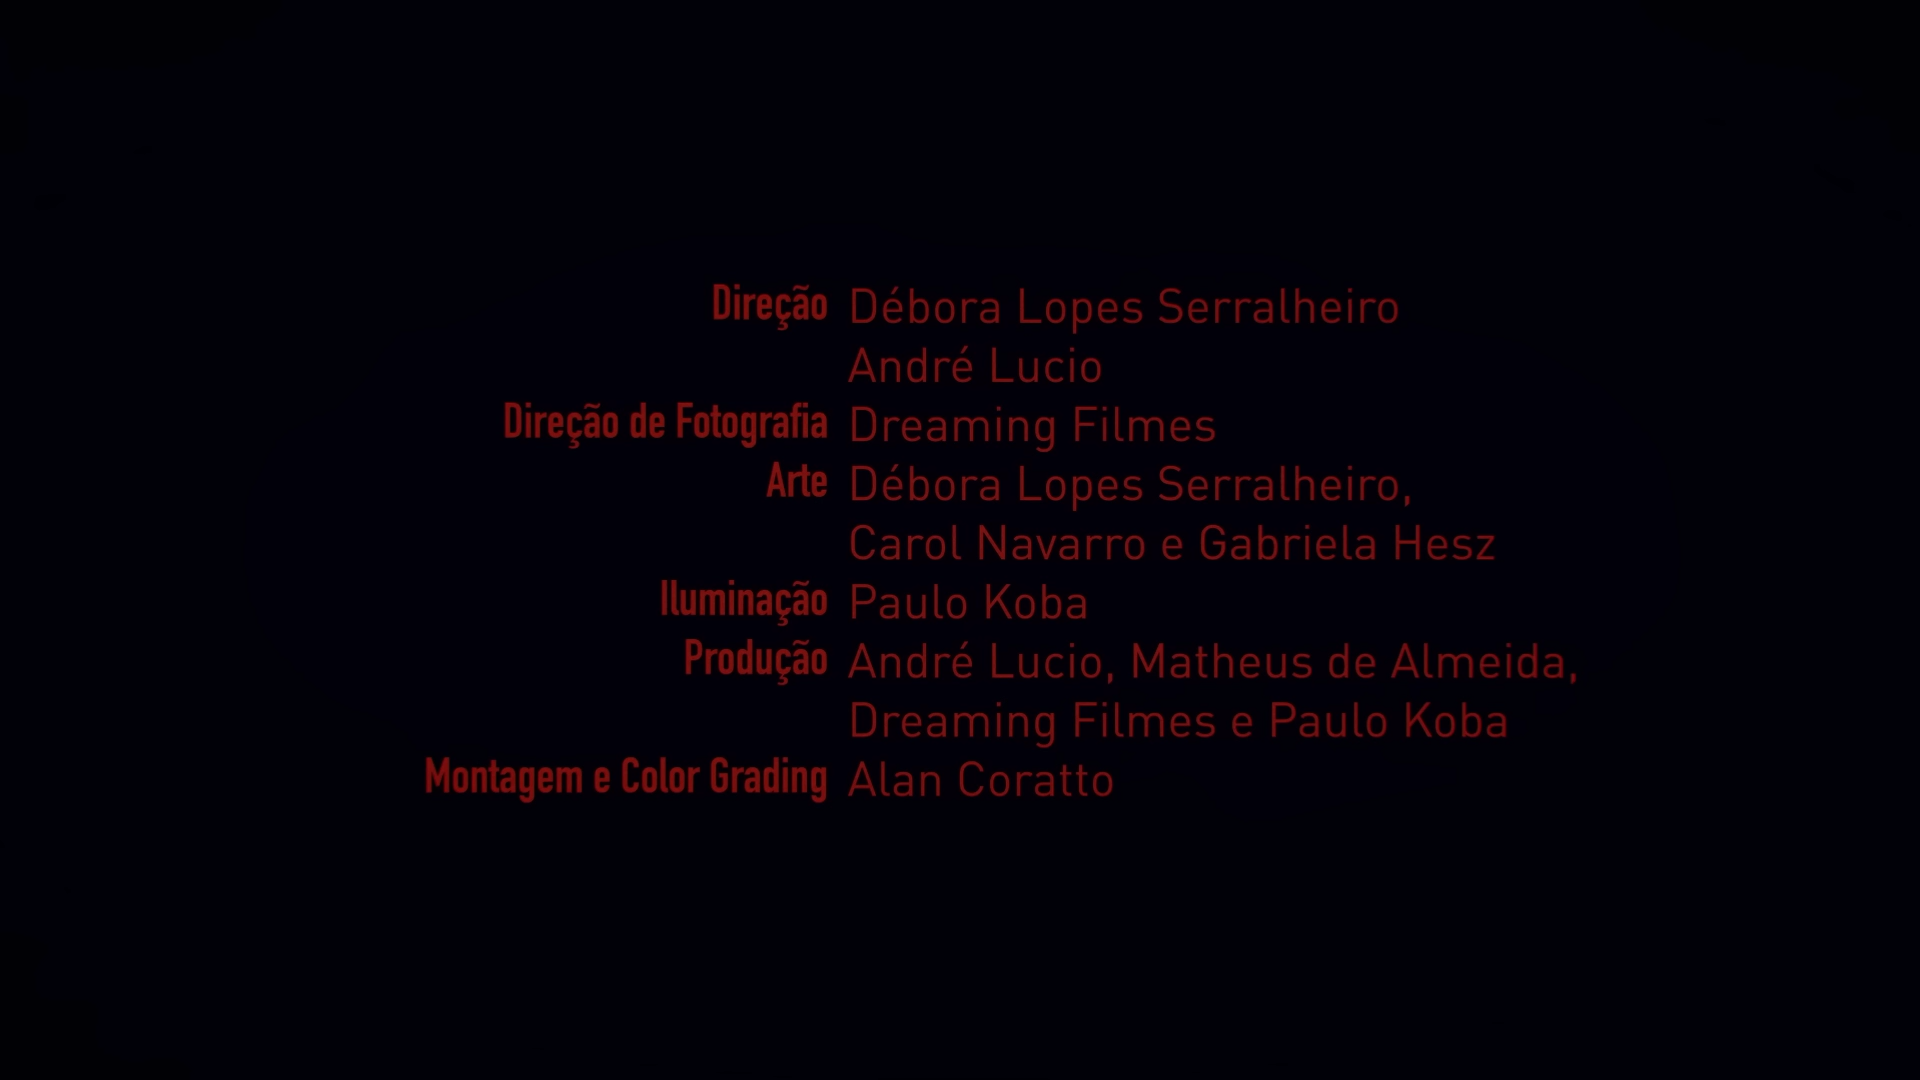 Direção Débora Lopes Serralheiro
André Lucio
Direção de Fotografia Dreaming Filmes
Arte Débora Lopes Serralheiro,
Carol Navarro e Gabriela Hesz
Iluminação Paulo Koba
Produção André Lucio, Matheus de Almeida,
Dreaming Filmes e Paulo Koba
Montagem e Color Grading Alan Coratto